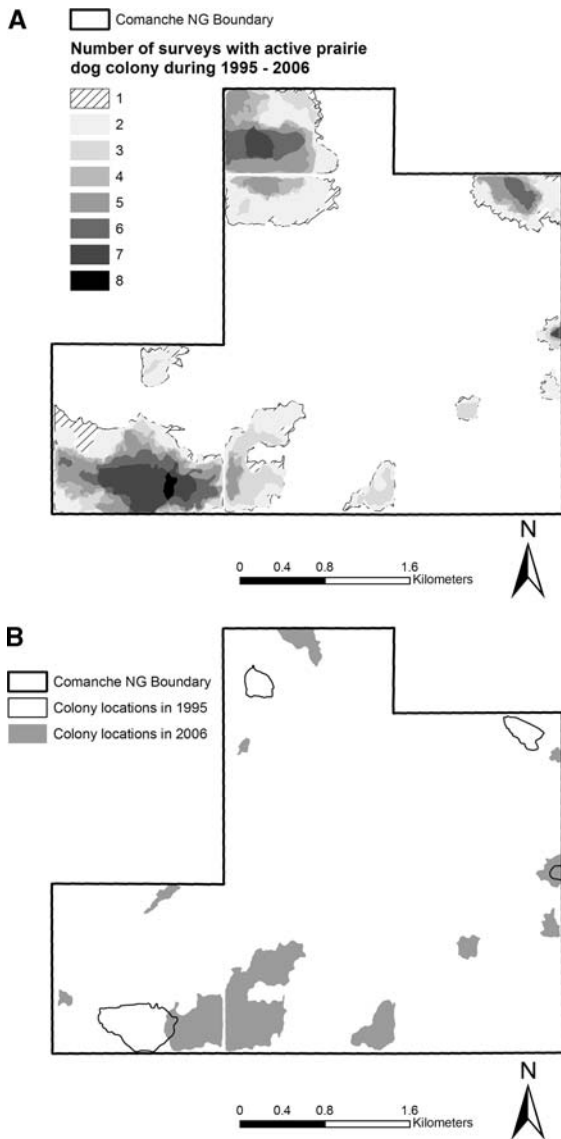 A
Comanche NG Boundary
Number of surveys with active prairie
dog colony during 1995 - 2006
1
2
3
4
5
6
7
8
N
0 0.4 0.8 1.6
Kilometers
B
Comanche NG Boundary
Colony locations in 1995
Colony locations in 2006
N
0 0.4 0.8 1.6
Kilometers